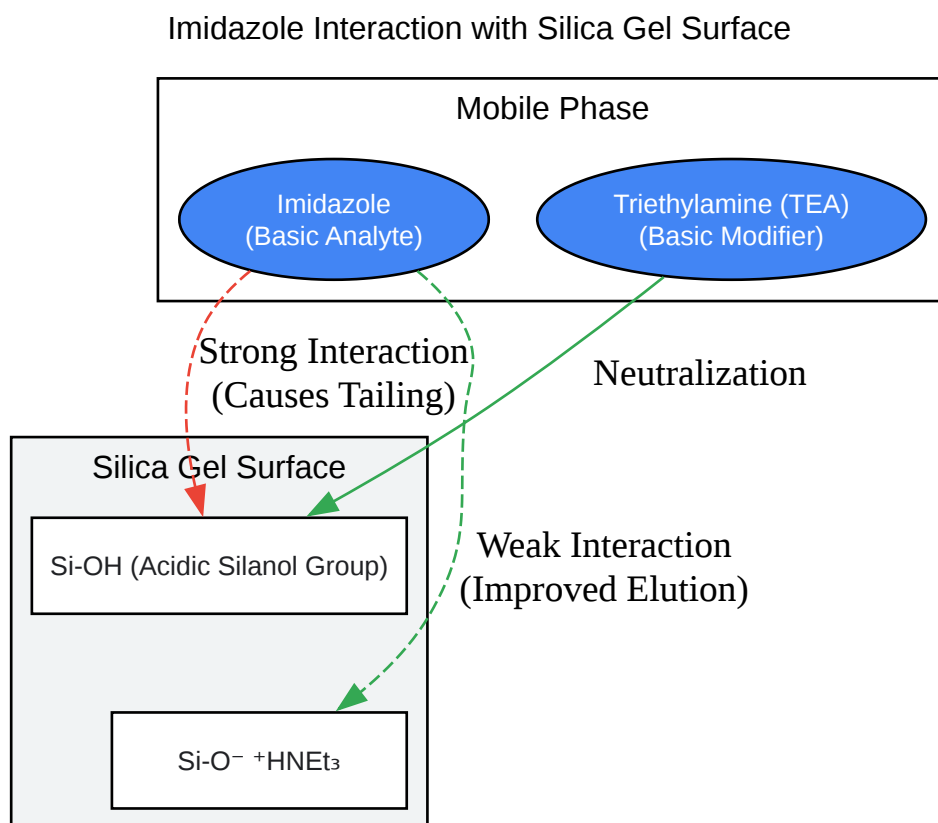 Imidazole Interaction with Silica Gel Surface
Mobile Phase
Imidazole
(Basic Analyte)
Triethylamine (TEA)
(Basic Modifier)
Strong Interaction
(Causes Tailing)
Neutralization
Silica Gel Surface
Si-OH (Acidic Silanol Group)
Weak Interaction
(Improved Elution)
Si-O⁻ ⁺HNEt₃